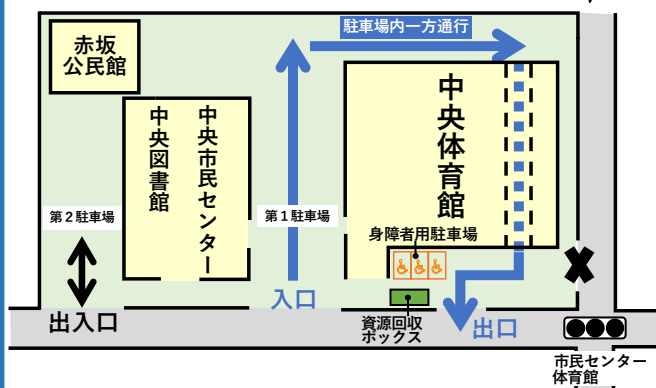 駐車場内一方通行
赤坂
公民館
中央図書館
中央市民センター
中央体育館
第2駐車場
第1駐車場
身障者用駐車場
入口
出入口
資源回収
ボックス
出口
市民センター
体育館